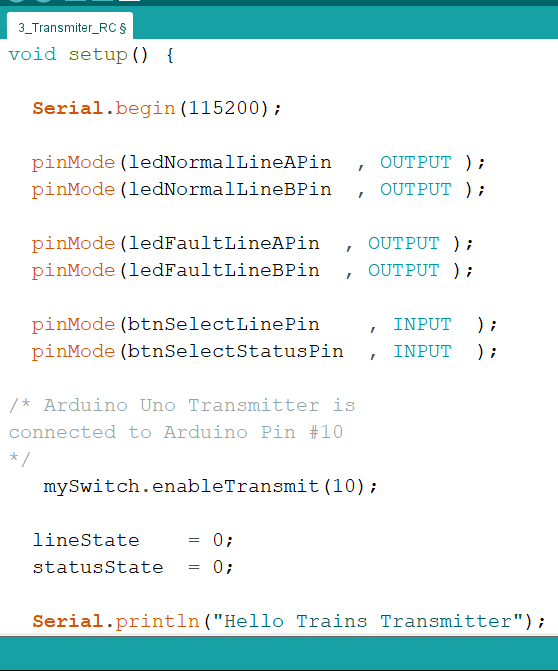 3_Transmiter_RC §
void setup() {
Serial.begin(115200);
pinMode(ledNormalLineAPin  , OUTPUT );
pinMode(ledNormalLineBPin  , OUTPUT );
pinMode(ledFaultLineAPin  , OUTPUT );
pinMode(ledFaultLineBPin  , OUTPUT );
pinMode(btnSelectLinePin    , INPUT  );
pinMode(btnSelectStatusPin  , INPUT  );
/* Arduino Uno Transmitter is
connected to Arduino Pin #10
*/
mySwitch.enableTransmit(10);
lineState    = 0;
statusState  = 0;
Serial.println("Hello Trains Transmitter");